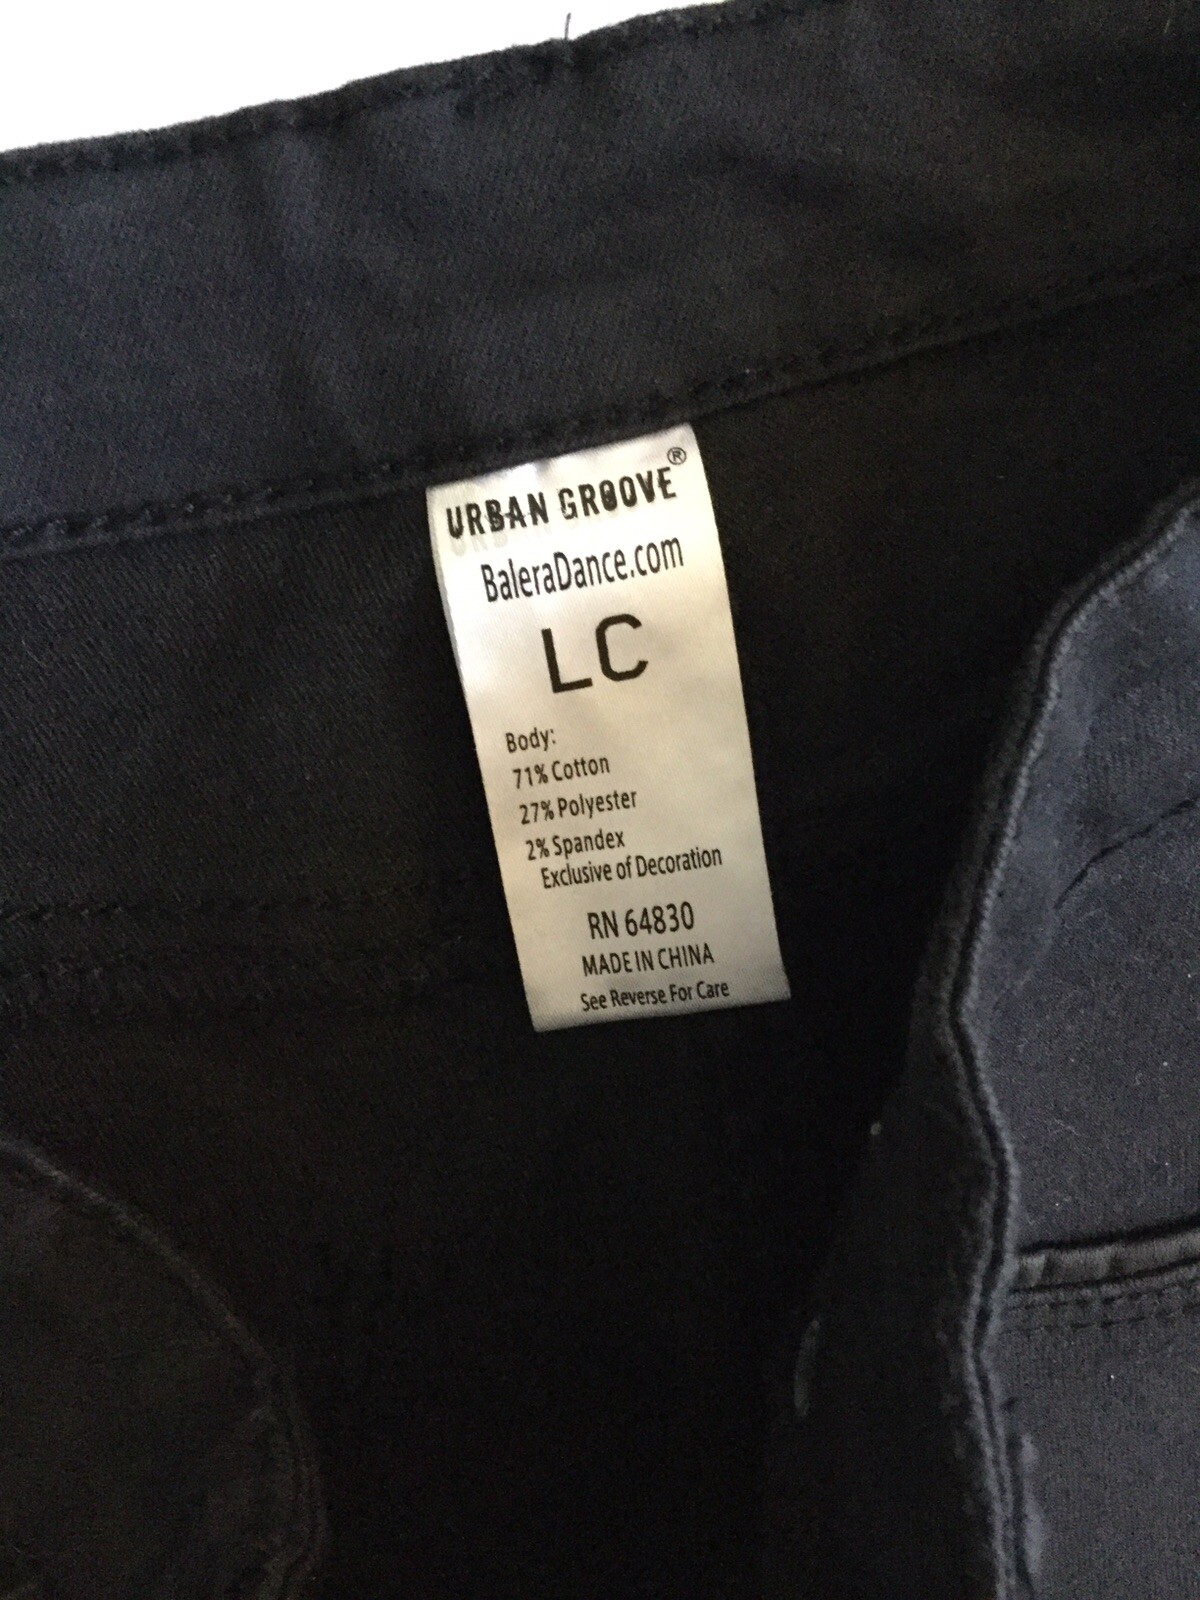 URBAN GROOVE®
BaleraDance.com
LC
Body:
71% Cotton
27% Polyester
2% Spandex
Exclusive of Decoration
RN 64830
MADE IN CHINA
See Reverse For Care